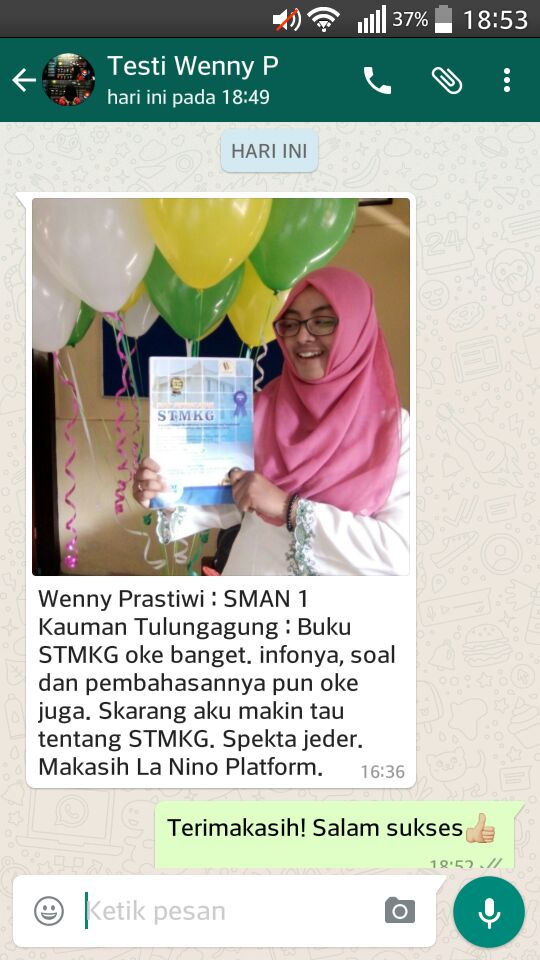 37% 18:53
Testi Wenny P
hari ini pada 18:49
HARI INI
STMKG
Wenny Prastiwi : SMAN 1
Kauman Tulungagung : Buku
STMKG oke banget. infonya, soal
dan pembahasannya pun oke
juga. Skarang aku makin tau
tentang STMKG. Spekta jeder.
Makasih La Nino Platform.
16:36
Terimakasih! Salam sukses👍🏼
18:52
Ketik pesan